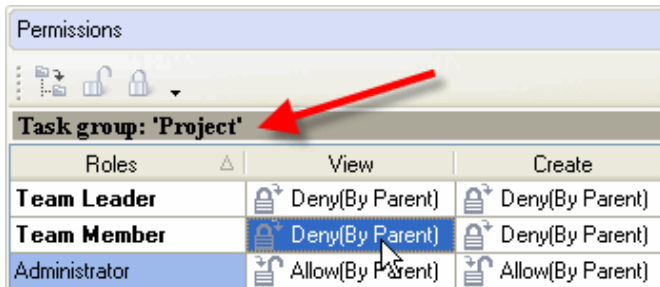 Permissions
Task group: 'Project'
Roles View Create
Team Leader Deny(By Parent) Deny(By Parent)
Team Member Deny(By Parent) Deny(By Parent)
Administrator Allow(By Parent) Allow(By Parent)